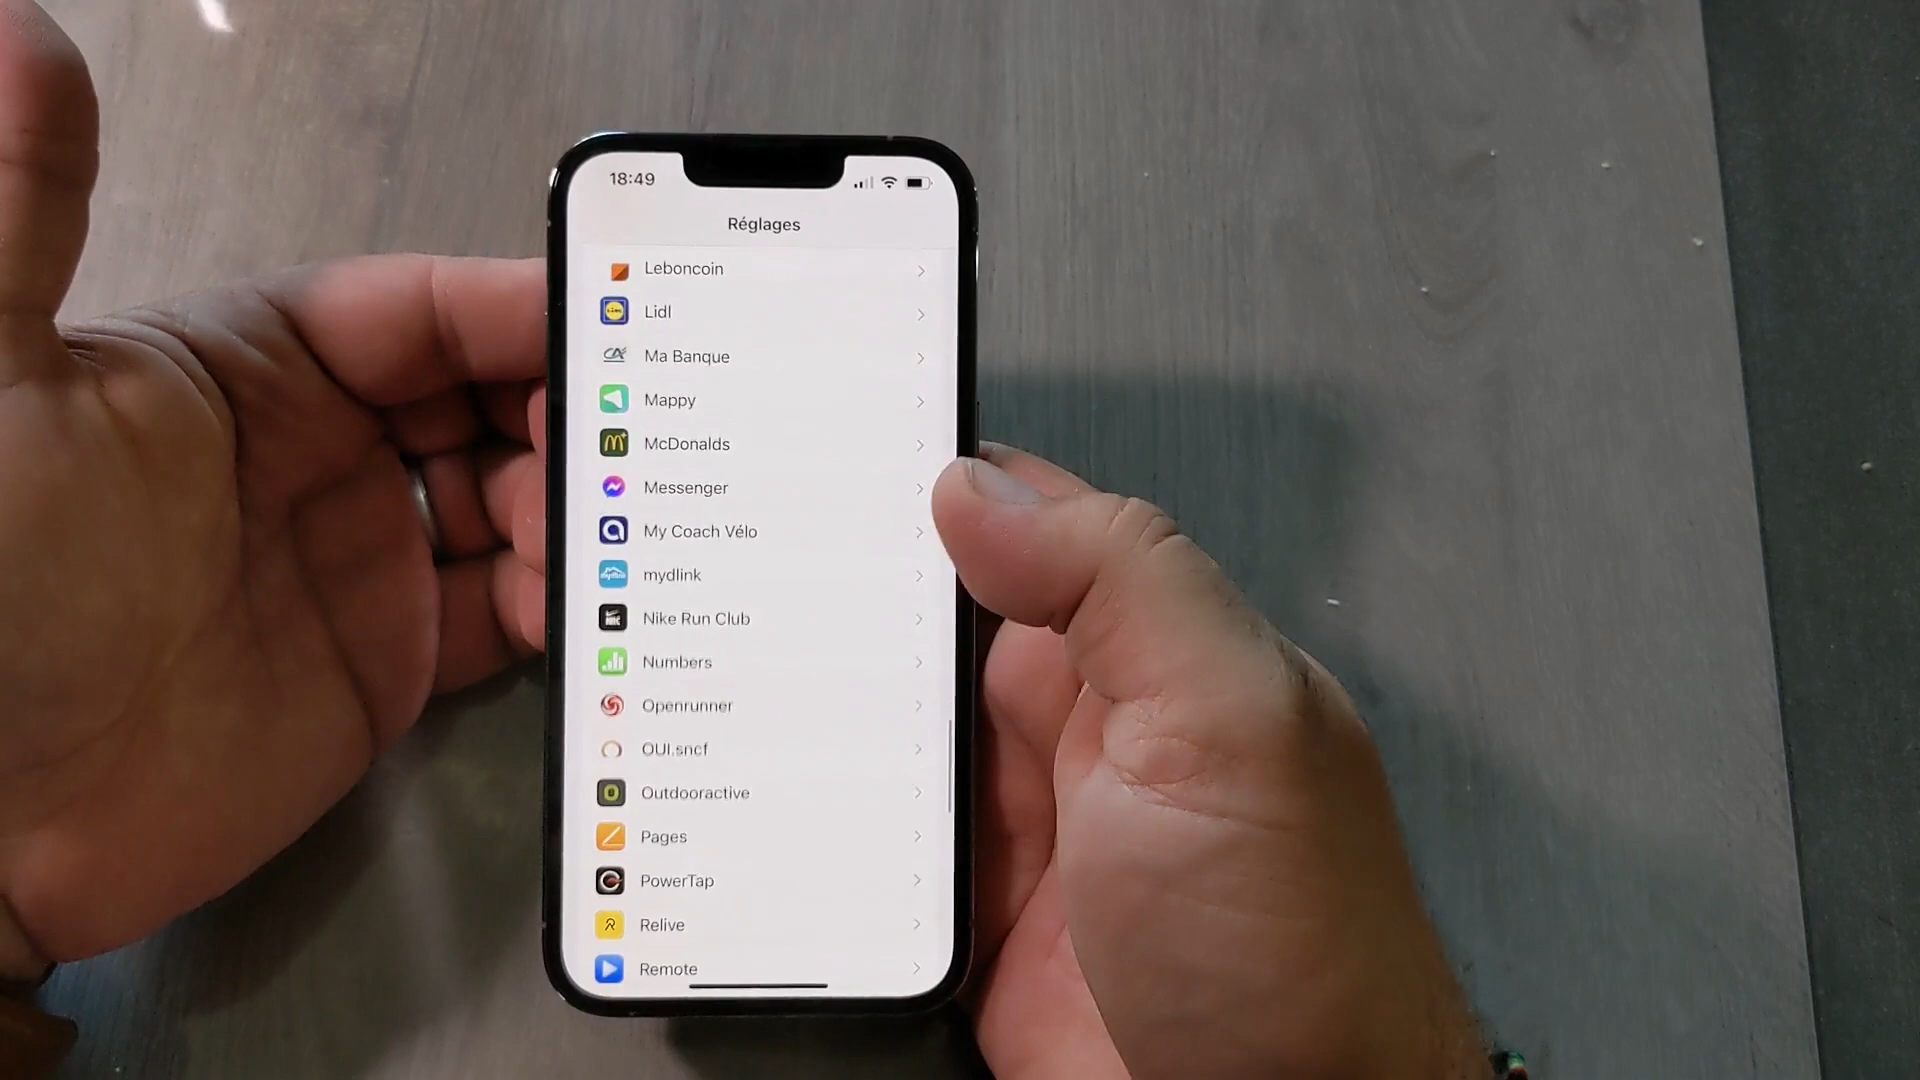 18:49
Réglages
Leboncoin
Lidl
Ma Banque
Mappy
McDonalds
Messenger
My Coach Vélo
mydlink
Nike Run Club
Numbers
Openrunner
OUI.sncf
Outdooractive
Pages
PowerTap
Relive
Remote